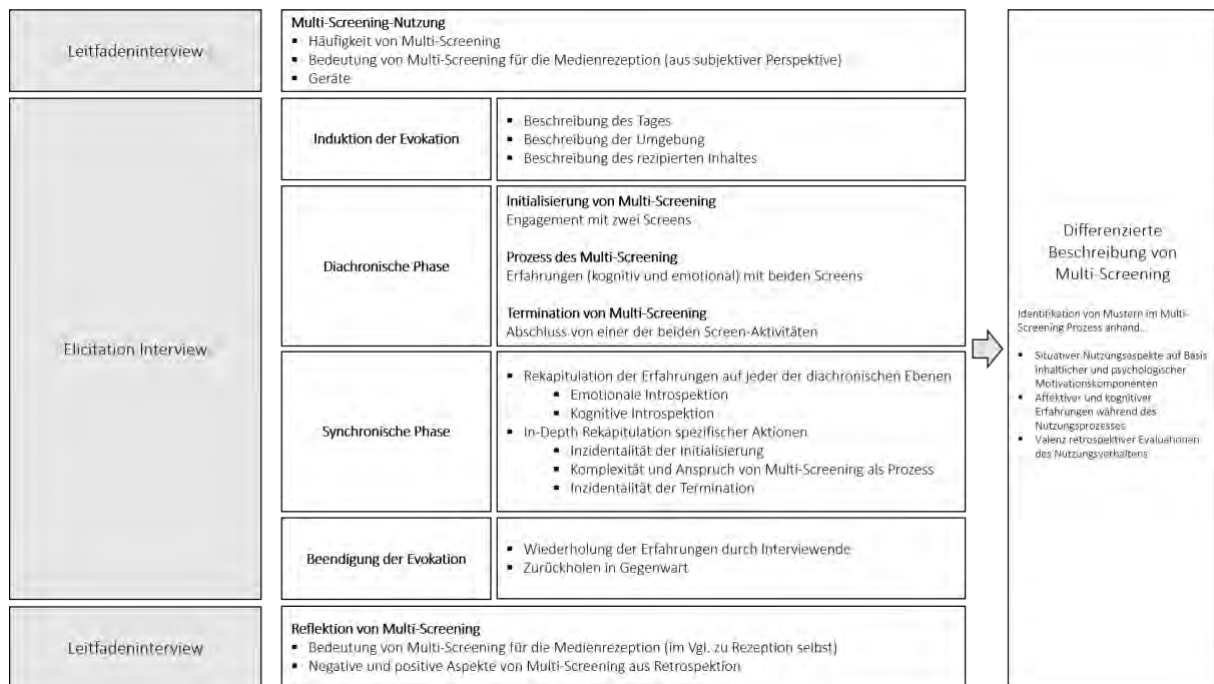 Leitfadeninterview
Multi-Screening-Nutzung
▪ Häufigkeit von Multi-Screening
▪ Bedeutung von Multi-Screening für die Medienrezeption (aus subjektiver Perspektive)
▪ Geräte
Elicitation Interview
Induktion der Evokation
▪ Beschreibung des Tages
▪ Beschreibung der Umgebung
▪ Beschreibung des rezipierten Inhaltes
Diachronische Phase
Initialisierung von Multi-Screening
Engagement mit zwei Screens
Prozess des Multi-Screening
Erfahrungen (kognitiv und emotional) mit beiden Screens
Termination von Multi-Screening
Abschluss von einer der beiden Screen-Aktivitäten
Synchronische Phase
▪ Rekapitulation der Erfahrungen auf jeder der diachronischen Ebenen
▪ Emotionale Introspektion
▪ Kognitive Introspektion
▪ In-Depth Rekapitulation spezifischer Aktionen
▪ Inzidentalität der Initialisierung
▪ Komplexität und Anspruch von Multi-Screening als Prozess
▪ Inzidentalität der Termination
Beendigung der Evokation
▪ Wiederholung der Erfahrungen durch Interviewende
▪ Zurückholen in Gegenwart
Leitfadeninterview
Reflektion von Multi-Screening
▪ Bedeutung von Multi-Screening für die Medienrezeption (im Vgl. zu Rezeption selbst)
▪ Negative und positive Aspekte von Multi-Screening aus Retrospektion
Differenzierte
Beschreibung von
Multi-Screening
Identifikation von Mustern im Multi-
Screening Prozess anhand...
▪ Situativer Nutzungsaspekte auf Basis
inhaltlicher und psychologischer
Motivationskomponenten
▪ Affektiver und kognitiver
Erfahrungen während des
Nutzungsprozesses
▪ Valenz retrospektiver Evaluationen
des Nutzungsverhaltens